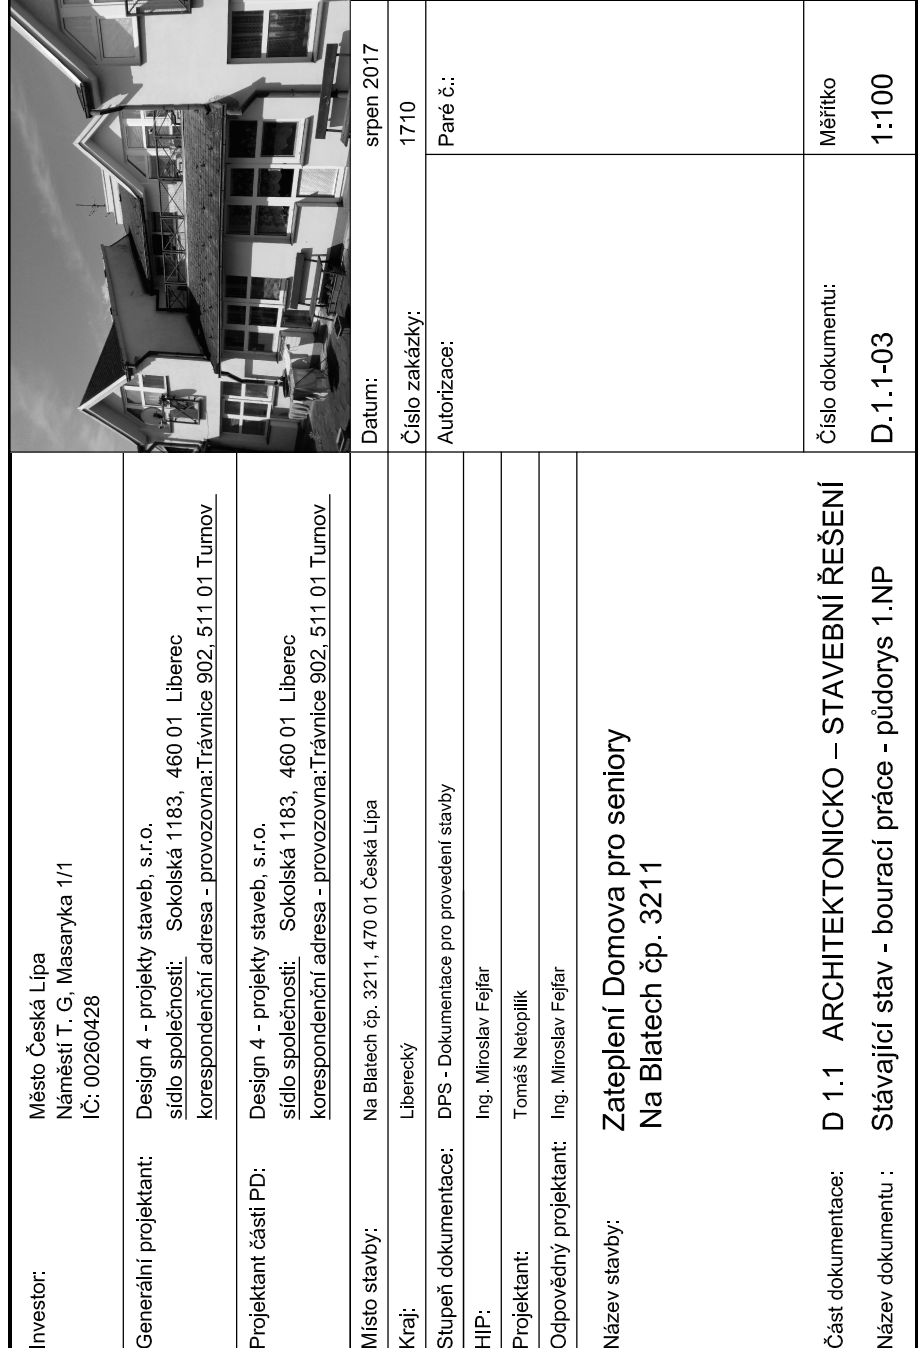 Investor:
Město Česká Lípa
Náměstí T. G, Masaryka 1/1
IČ: 00260428
Generální projektant:
Design 4 - projekty staveb, s.r.o.
sídlo společnosti: Sokolská 1183, 460 01 Liberec
korespondenční adresa - provozovna:Trávnice 902, 511 01 Turnov
Projektant části PD:
Design 4 - projekty staveb, s.r.o.
sídlo společnosti: Sokolská 1183, 460 01 Liberec
korespondenční adresa - provozovna:Trávnice 902, 511 01 Turnov
Místo stavby: Na Blatech čp. 3211, 470 01 Česká Lípa
Datum: srpen 2017
Kraj: Liberecký
Číslo zakázky: 1710
Stupeň dokumentace: DPS - Dokumentace pro provedení stavby
Autorizace:
Paré č.:
HIP: Ing. Miroslav Fejfar
Projektant: Tomáš Netopilík
Odpovědný projektant: Ing. Miroslav Fejfar
Název stavby:
Zateplení Domova pro seniory
Na Blatech čp. 3211
Část dokumentace: D 1.1 ARCHITEKTONICKO – STAVEBNÍ ŘEŠENÍ
Název dokumentu : Stávající stav - bourací práce - půdorys 1.NP
Číslo dokumentu:
D.1.1-03
Měřítko
1:100